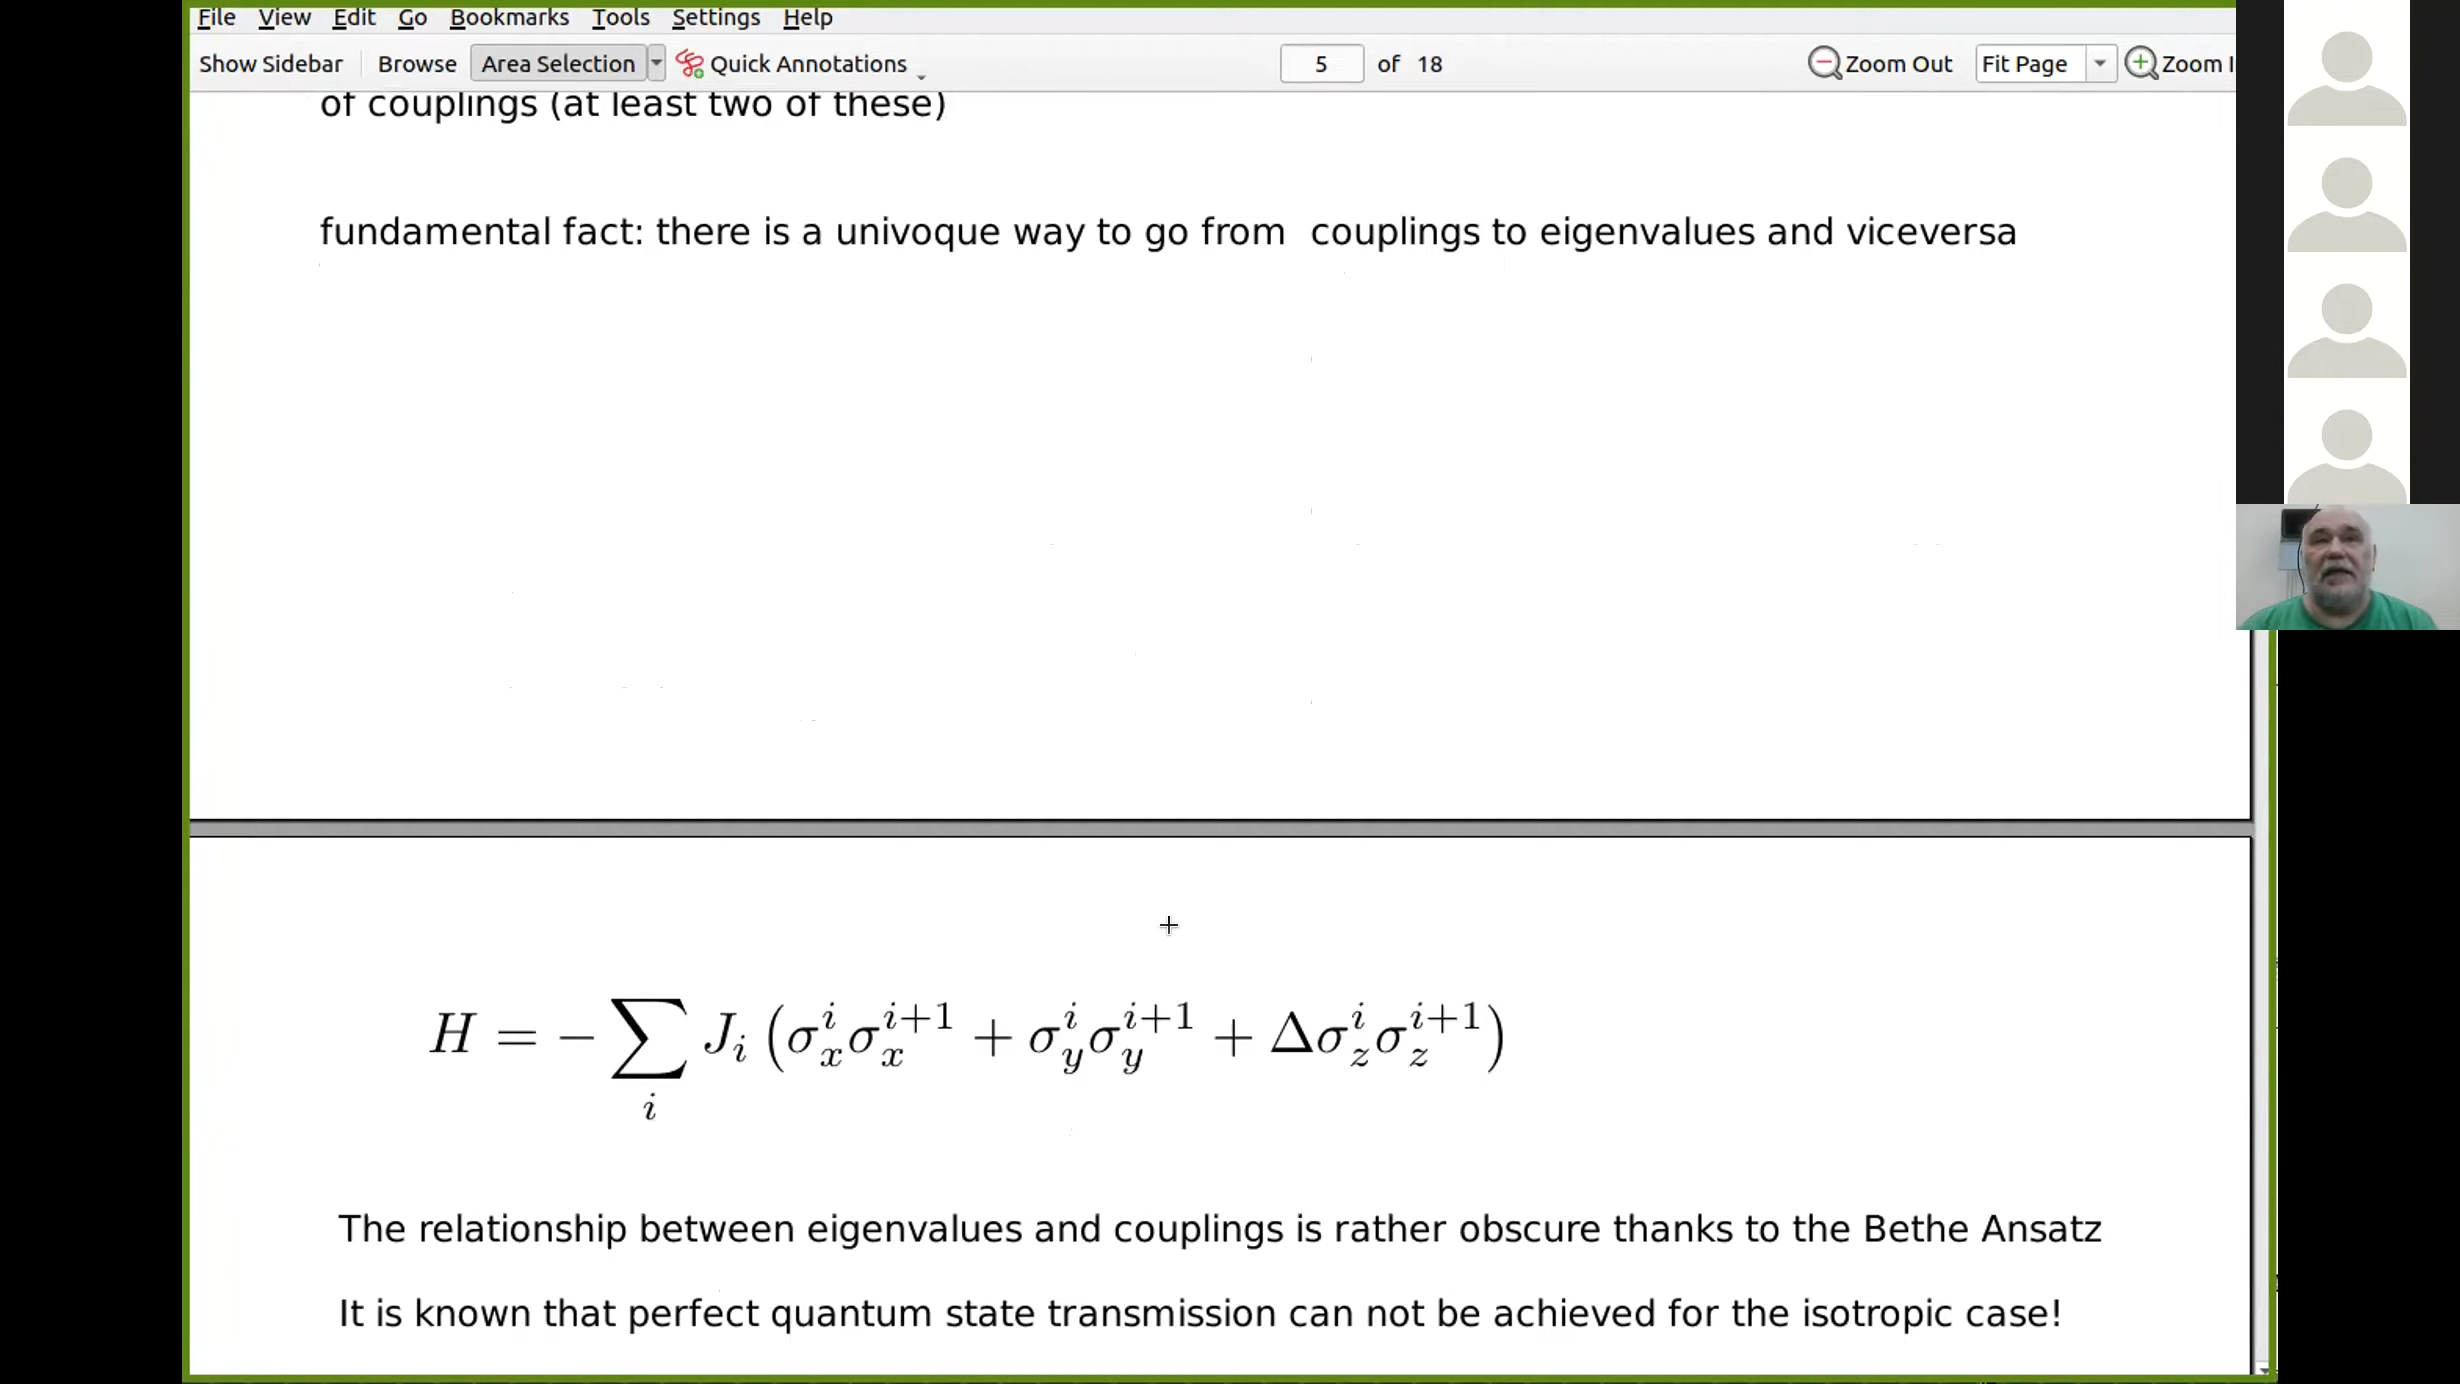 File View Edit Go Bookmarks Tools Settings Help
Show Sidebar Browse Area Selection Quick Annotations 5 of 18 Zoom Out Fit Page Zoom I
of couplings (at least two of these)
fundamental fact: there is a univoque way to go from couplings to eigenvalues and viceversa
H = − ∑_i J_i (σ_x^i σ_x^{i+1} + σ_y^i σ_y^{i+1} + Δσ_z^i σ_z^{i+1})
The relationship between eigenvalues and couplings is rather obscure thanks to the Bethe Ansatz
It is known that perfect quantum state transmission can not be achieved for the isotropic case!